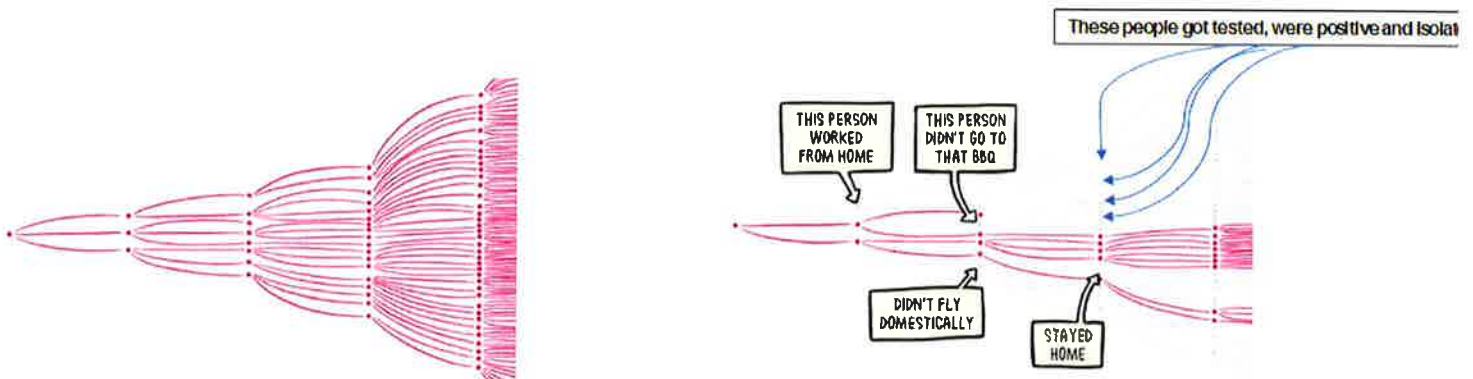 These people got tested, were positive and isolat
THIS PERSON
WORKED
FROM HOME
THIS PERSON
DIDN'T GO TO
THAT BBQ
DIDN'T FLY
DOMESTICALLY
STAYED
HOME